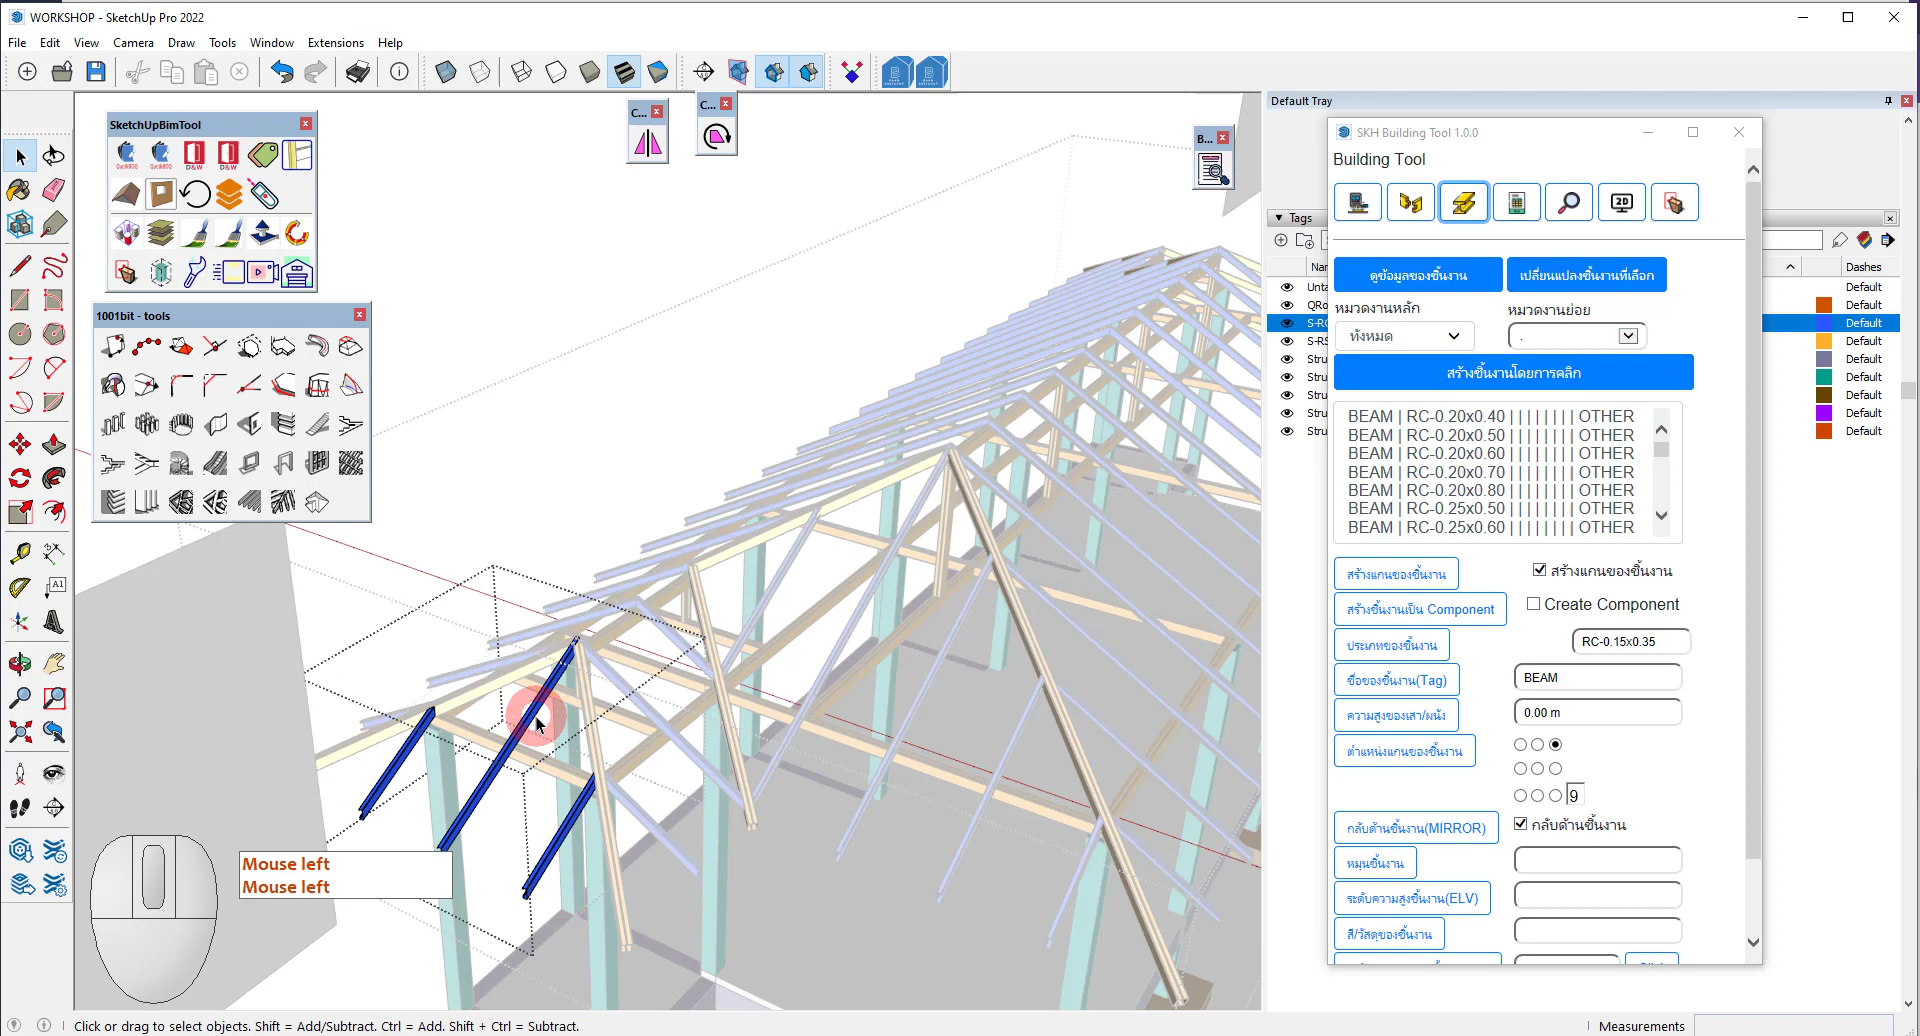 WORKSHOP - SketchUp Pro 2022
File Edit View Camera Draw Tools Window Extensions Help
SketchUpBimTool
1001bit - tools
C...
C...
B...
Default Tray
Tags
Dashes
Default
Default
Default
Default
Default
Default
Default
Default
Default
Unta
QRo
S-RC
S-RS
Stru
Stru
Stru
Stru
Stru
SKH Building Tool 1.0.0
Building Tool
2D
ดูข้อมูลของชิ้นงาน เปลี่ยนแปลงชิ้นงานที่เลือก
หมวดงานหลัก หมวดงานย่อย
ทั้งหมด .
สร้างชิ้นงานโดยการคลิก
BEAM | RC-0.20x0.40 | | | | | | | | OTHER
BEAM | RC-0.20x0.50 | | | | | | | | OTHER
BEAM | RC-0.20x0.60 | | | | | | | | OTHER
BEAM | RC-0.20x0.70 | | | | | | | | OTHER
BEAM | RC-0.20x0.80 | | | | | | | | OTHER
BEAM | RC-0.25x0.50 | | | | | | | | OTHER
BEAM | RC-0.25x0.60 | | | | | | | | OTHER
สร้างแกนของชิ้นงาน สร้างแกนของชิ้นงาน
สร้างชิ้นงานเป็น Component Create Component
ประเภทของชิ้นงาน RC-0.15x0.35
ชื่อของชิ้นงาน(Tag) BEAM
ความสูงของเสา/ผนัง 0.00 m
ตำแหน่งแกนของชิ้นงาน
9
กลับด้านชิ้นงาน(MIRROR) กลับด้านชิ้นงาน
หมุนชิ้นงาน
ระดับความสูงชิ้นงาน(ELV)
สี/วัสดุของชิ้นงาน
Mouse left
Mouse left
Click or drag to select objects. Shift = Add/Subtract. Ctrl = Add. Shift + Ctrl = Subtract.
Measurements